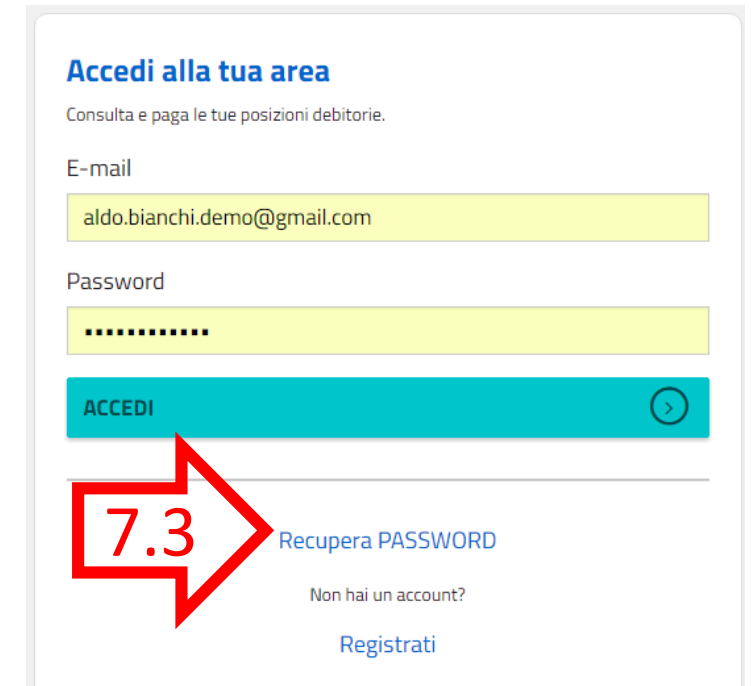 Accedi alla tua area
Consulta e paga le tue posizioni debitorie.
E-mail
aldo.bianchi.demo@gmail.com
Password
••••••••••••
ACCEDI
7.3
Recupera PASSWORD
Non hai un account?
Registrati